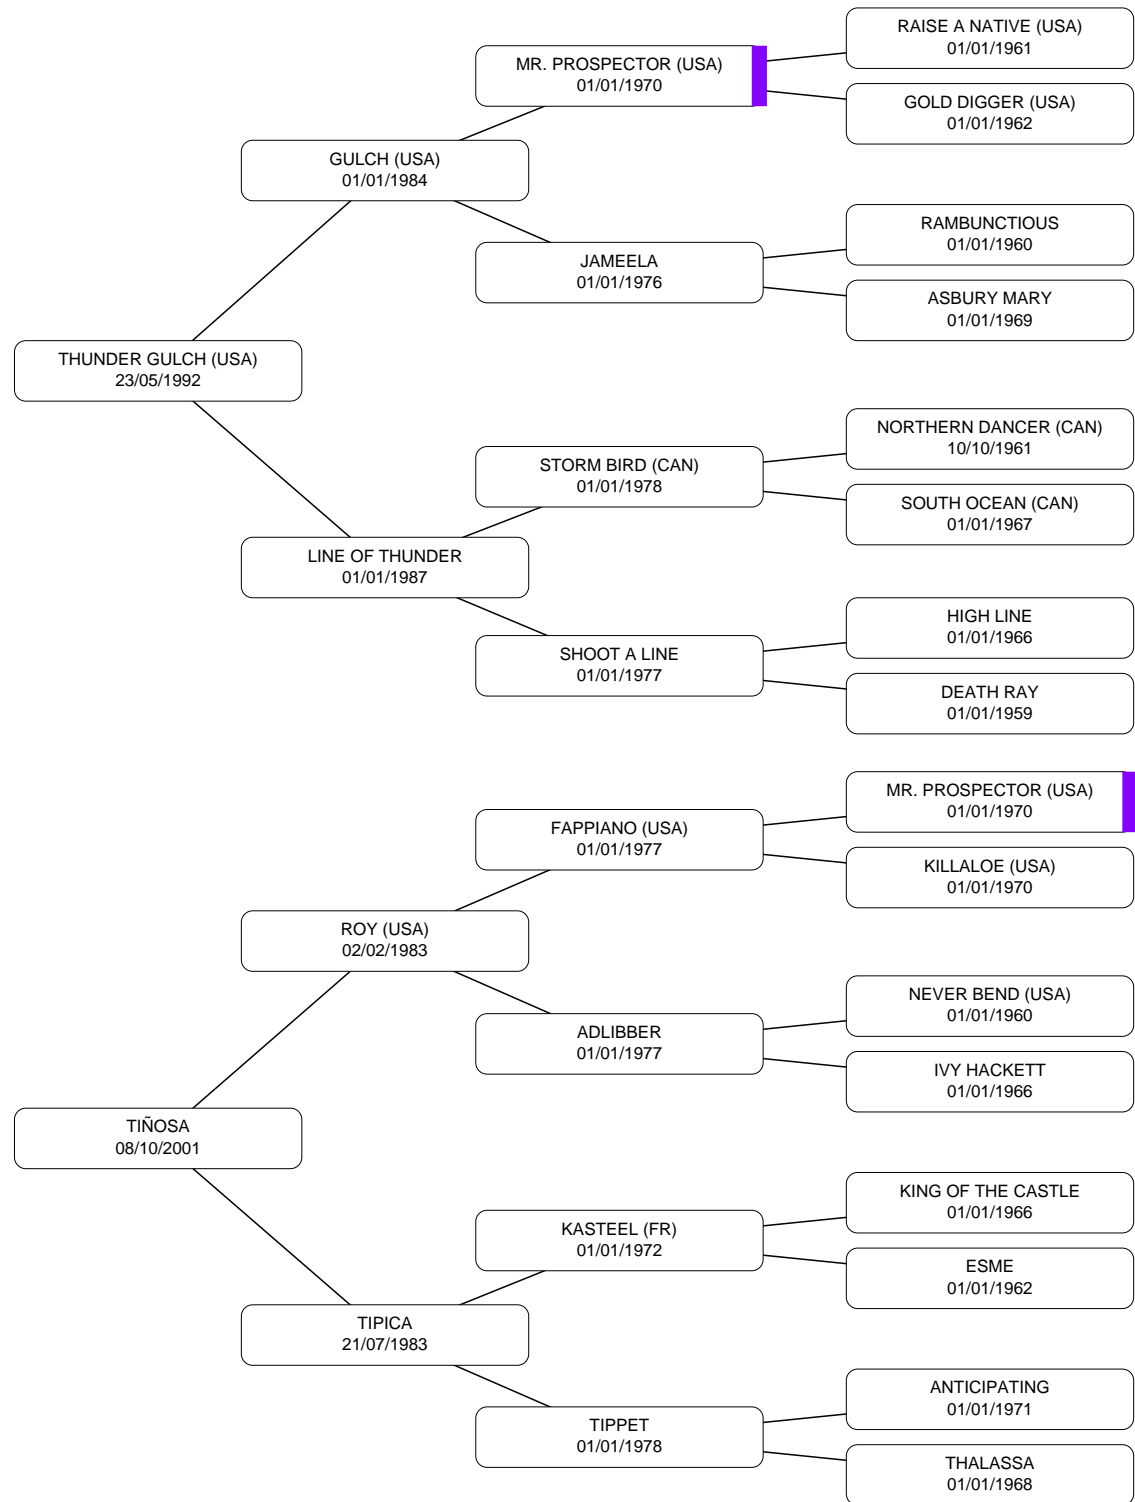 RAISE A NATIVE (USA)
01/01/1961
MR. PROSPECTOR (USA)
01/01/1970
GOLD DIGGER (USA)
01/01/1962
GULCH (USA)
01/01/1984
RAMBUNCTIOUS
01/01/1960
JAMEELA
01/01/1976
ASBURY MARY
01/01/1969
THUNDER GULCH (USA)
23/05/1992
NORTHERN DANCER (CAN)
10/10/1961
STORM BIRD (CAN)
01/01/1978
SOUTH OCEAN (CAN)
01/01/1967
LINE OF THUNDER
01/01/1987
HIGH LINE
01/01/1966
SHOOT A LINE
01/01/1977
DEATH RAY
01/01/1959
MR. PROSPECTOR (USA)
01/01/1970
FAPPIANO (USA)
01/01/1977
KILLALOE (USA)
01/01/1970
ROY (USA)
02/02/1983
NEVER BEND (USA)
01/01/1960
ADLIBBER
01/01/1977
IVY HACKETT
01/01/1966
TIÑOSA
08/10/2001
KING OF THE CASTLE
01/01/1966
KASTEEL (FR)
01/01/1972
ESME
01/01/1962
TIPICA
21/07/1983
ANTICIPATING
01/01/1971
TIPPET
01/01/1978
THALASSA
01/01/1968